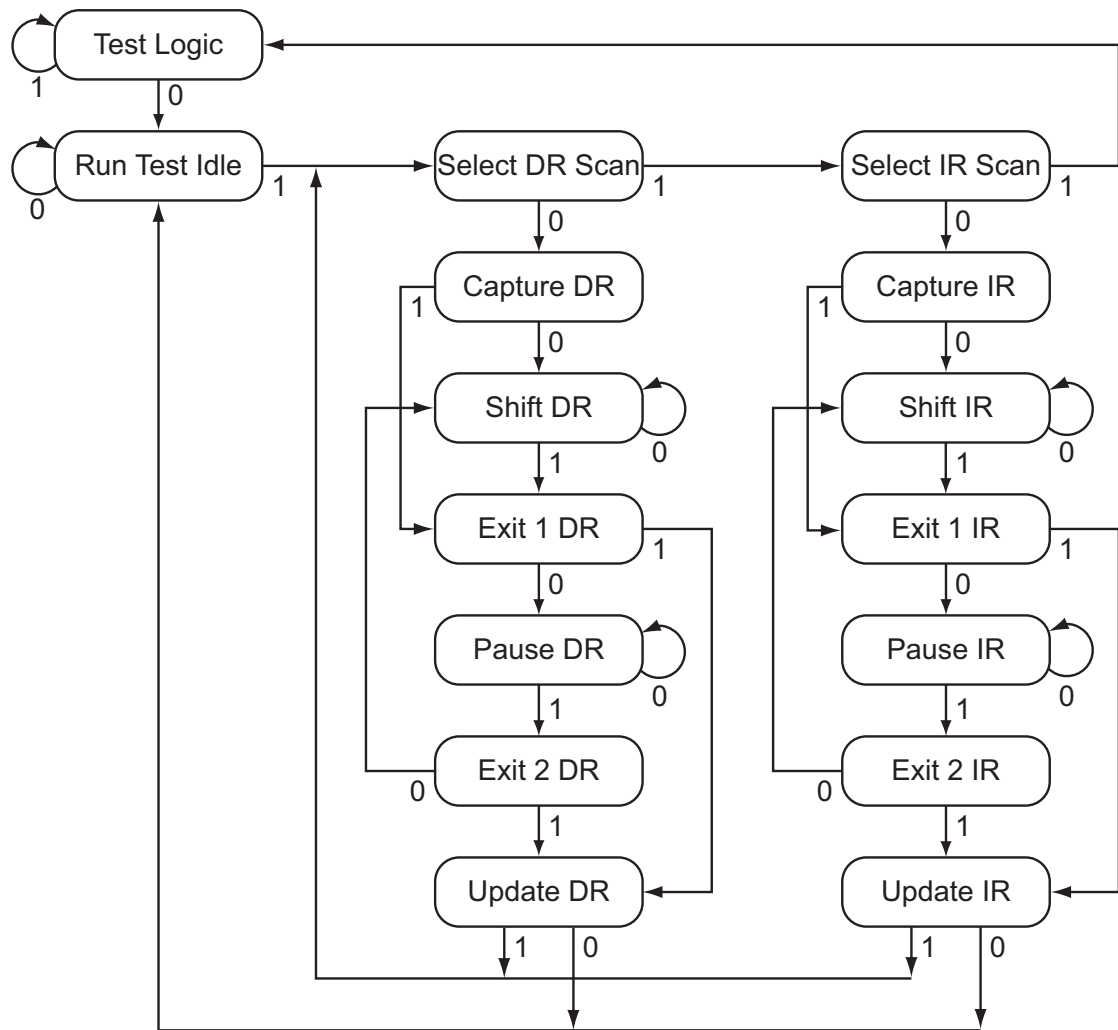 Test Logic
1
0
Run Test Idle
0
1
Select DR Scan
1
Select IR Scan
1
0
0
Capture DR
1
0
Capture IR
1
0
Shift DR
0
1
Shift IR
0
1
Exit 1 DR
1
0
Exit 1 IR
1
0
Pause DR
0
1
Pause IR
0
1
Exit 2 DR
0
1
Exit 2 IR
0
1
Update DR
1
0
Update IR
1
0